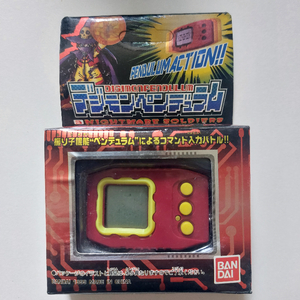 PENDULUM ACTION!!
DIGIMON PENDULUM
デジモンペンデュラム
NIGHTMARE SOLDIERS
振り子機能“ペンデュラム”によるコマンド入力バトル!!
BAN
DAI